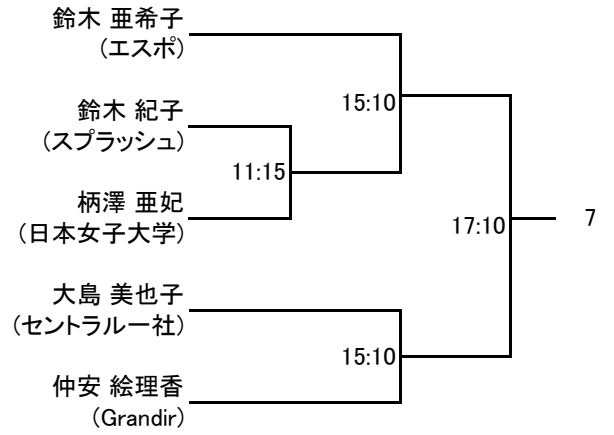 鈴木 亜希子
(エスポ)
15:10
鈴木 紀子
(スプラッシュ)
11:15
柄澤 亜妃
(日本女子大学)
17:10
7
大島 美也子
(セントラル一社)
15:10
仲安 絵理香
(Grandir)